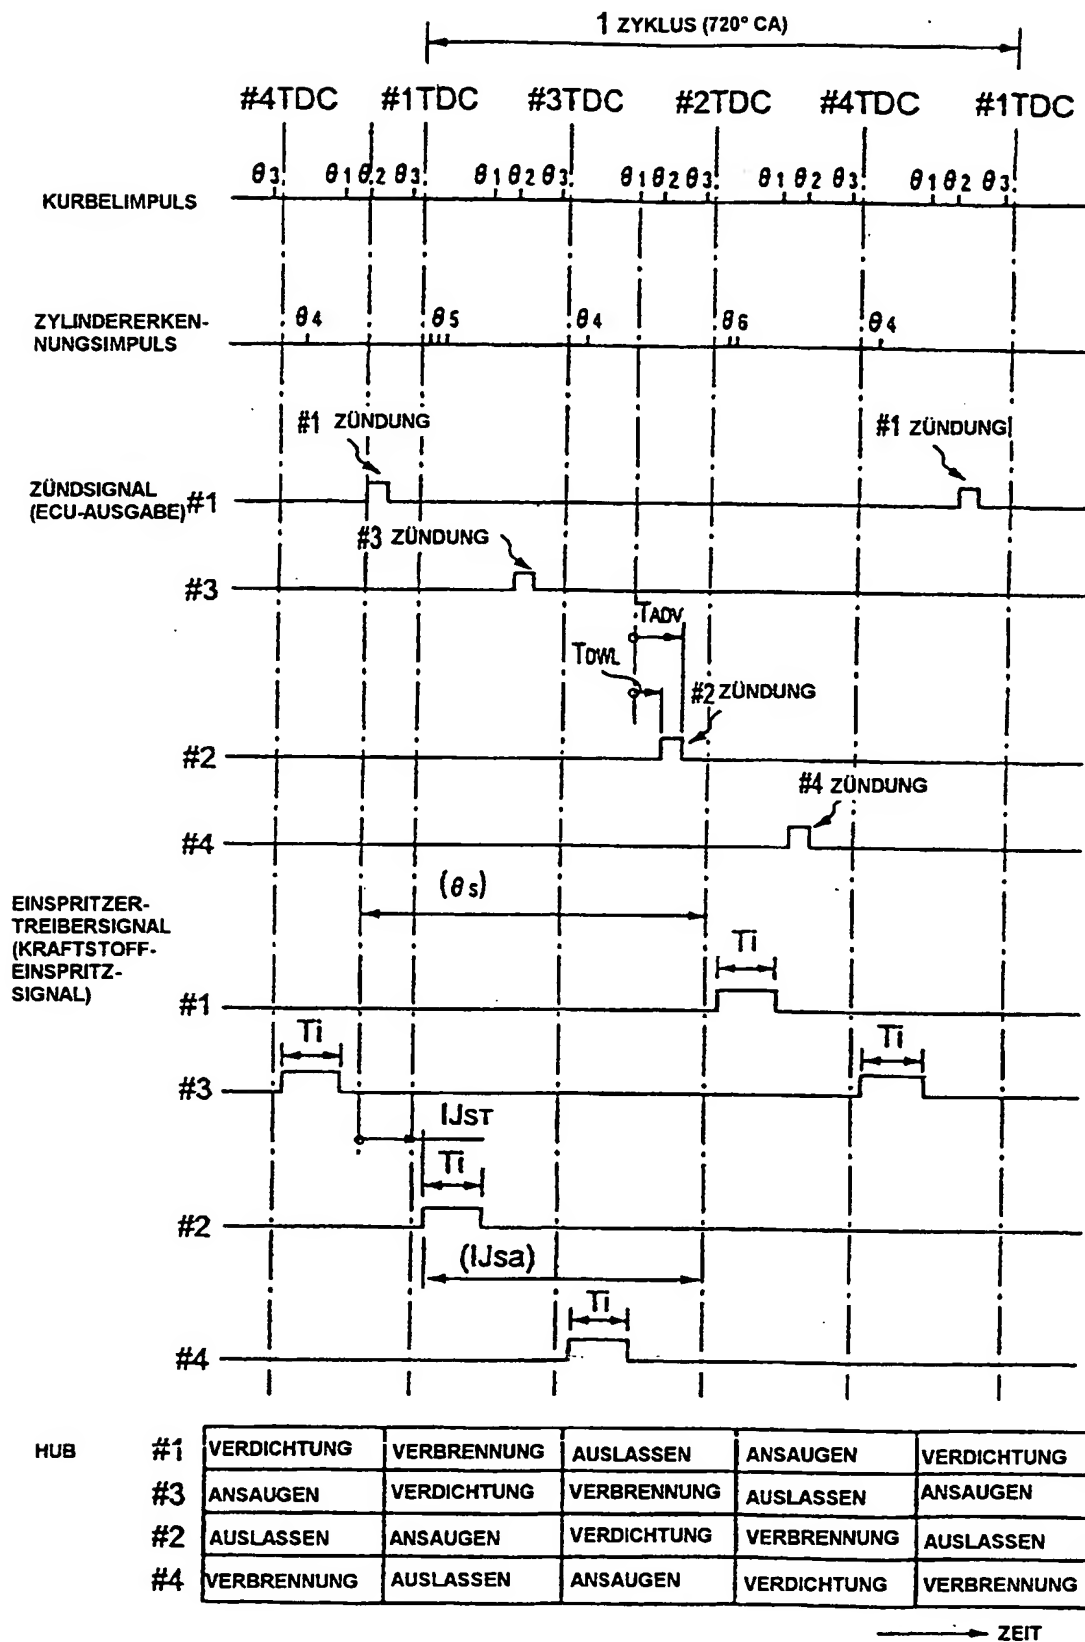 1 ZYKLUS (720° CA)
#4TDC #1TDC #3TDC #2TDC #4TDC #1TDC
θ3 θ1 θ2 θ3 θ1 θ2 θ3 θ1 θ2 θ3 θ1 θ2 θ3 θ1 θ2 θ3
KURBELIMPULS
ZYLINDERERKEN-
NUNGSIMPULS
θ4 θ5 θ4 θ6 θ4
#1 ZÜNDUNG #1 ZÜNDUNG
ZÜNDSIGNAL
(ECU-AUSGABE) #1
#3 ZÜNDUNG
#3
TADV
TDWL
#2 ZÜNDUNG
#2
#4 ZÜNDUNG
#4
(θs)
EINSPRITZER-
TREIBERSIGNAL
(KRAFTSTOFF-
EINSPRITZ-
SIGNAL)
Ti
#1
Ti Ti
#3
IJST
Ti
#2
(IJsa)
Ti
#4
HUB #1 VERDICHTUNG VERBRENNUNG AUSLASSEN ANSAUGEN VERDICHTUNG
#3 ANSAUGEN VERDICHTUNG VERBRENNUNG AUSLASSEN ANSAUGEN
#2 AUSLASSEN ANSAUGEN VERDICHTUNG VERBRENNUNG AUSLASSEN
#4 VERBRENNUNG AUSLASSEN ANSAUGEN VERDICHTUNG VERBRENNUNG
ZEIT